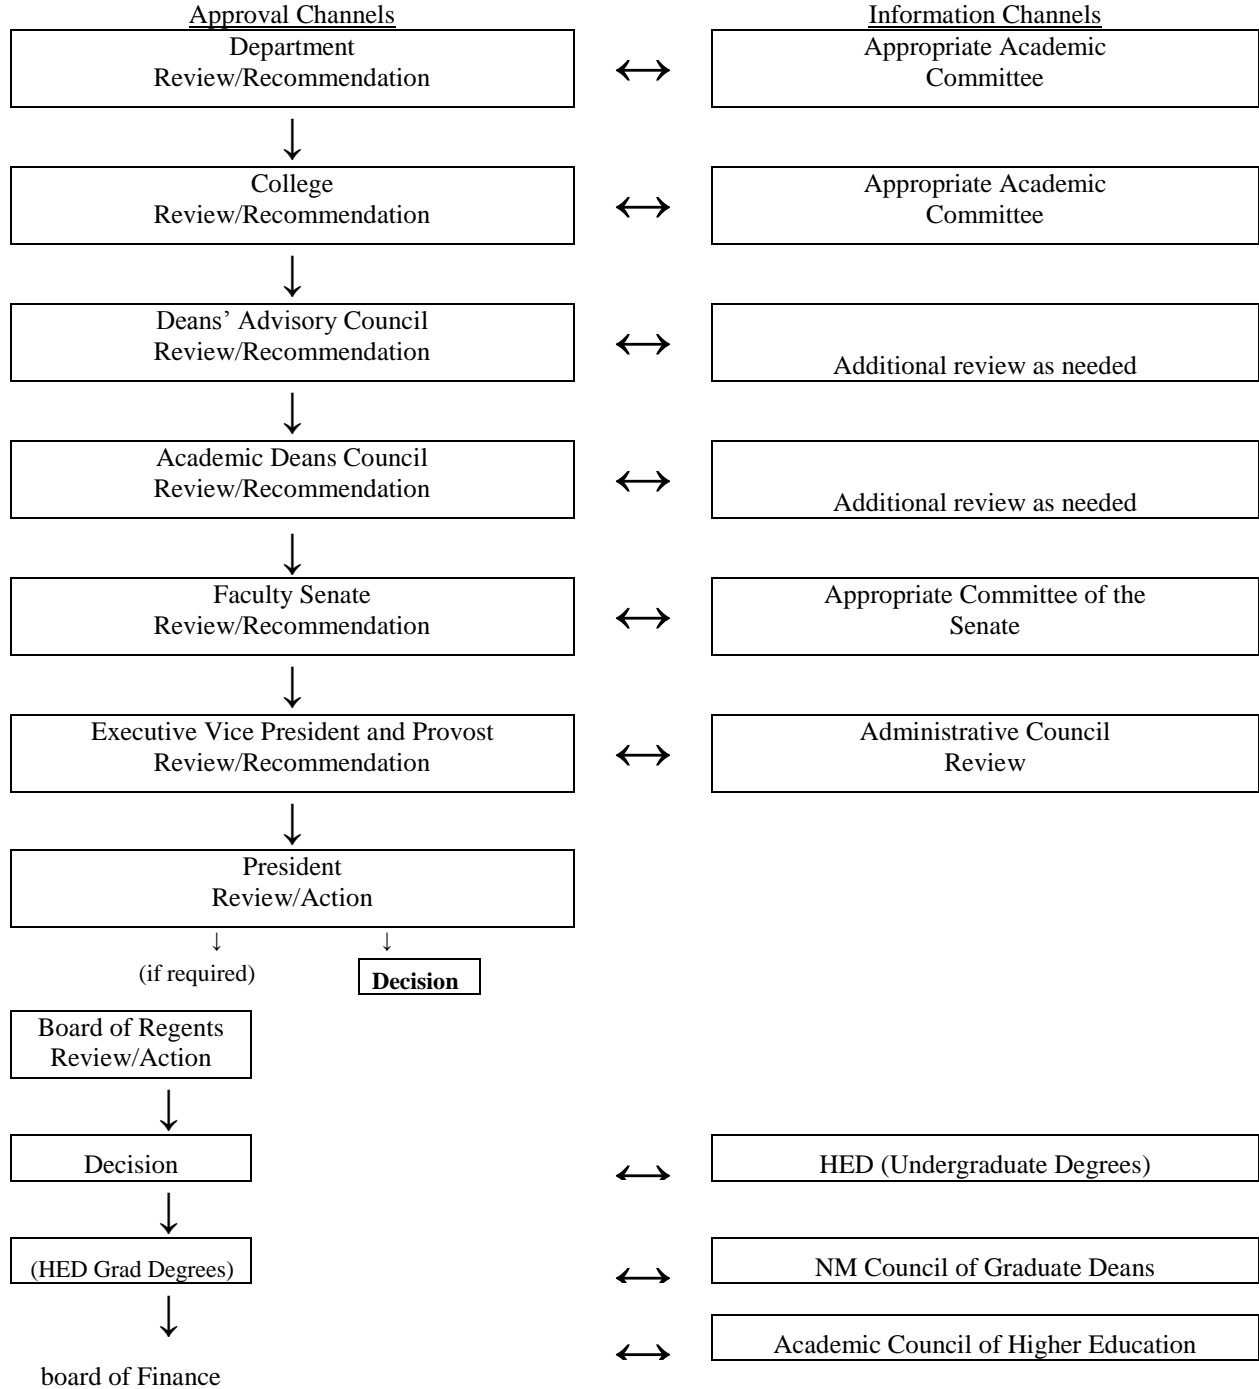 Approval Channels
Information Channels
Department
Review/Recommendation
↔
Appropriate Academic
Committee
↓
College
Review/Recommendation
↔
Appropriate Academic
Committee
↓
Deans’ Advisory Council
Review/Recommendation
↔
Additional review as needed
↓
Academic Deans Council
Review/Recommendation
↔
Additional review as needed
↓
Faculty Senate
Review/Recommendation
↔
Appropriate Committee of the
Senate
↓
Executive Vice President and Provost
Review/Recommendation
↔
Administrative Council
Review
↓
President
Review/Action
↓ ↓
(if required)
Decision
Board of Regents
Review/Action
↓
Decision
↔
HED (Undergraduate Degrees)
↓
(HED Grad Degrees)
↔
NM Council of Graduate Deans
↓
↔
Academic Council of Higher Education
board of Finance